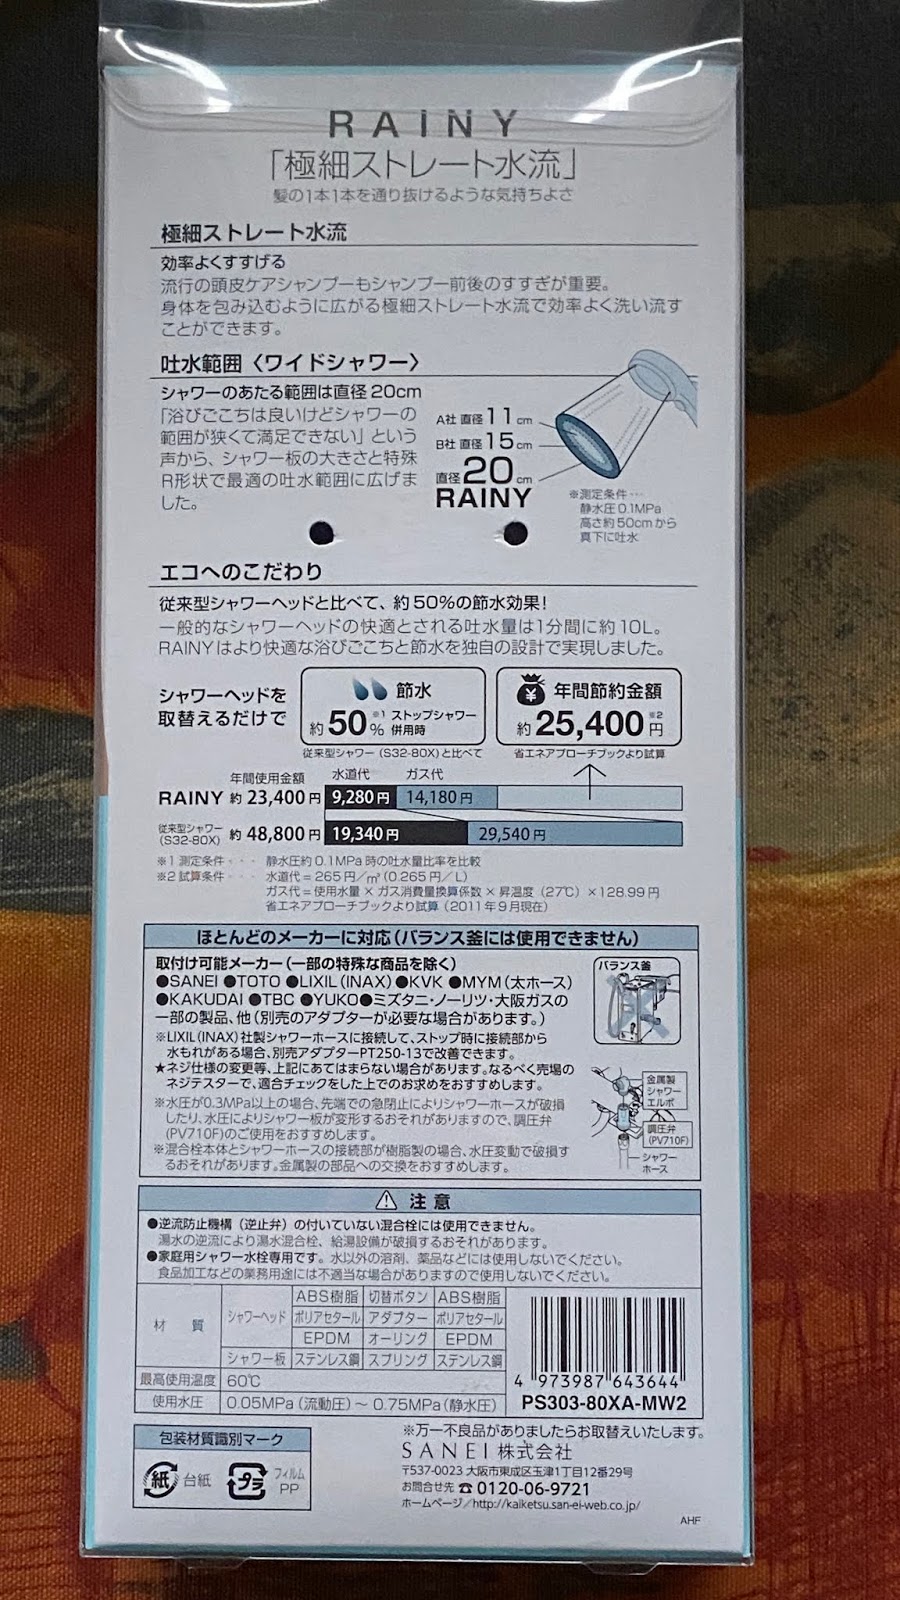 RAINY
「極細ストレート水流」
髪の1本1本を通り抜けるような気持ちよさ
極細ストレート水流
効率よくすすげる
流行の頭皮ケアシャンプーもシャンプー前後のすすぎが重要。
身体を包み込むように広がる極細ストレート水流で効率よく洗い流す
ことができます。
吐水範囲〈ワイドシャワー〉
シャワーのあたる範囲は直径20cm
「浴びごこちは良いけどシャワーの
範囲が狭くて満足できない」という
声から、シャワー板の大きさと特殊
R形状で最適の吐水範囲に広げま
した。
A社 直径11cm
B社 直径15cm
直径20cm
RAINY
※測定条件…
静水圧0.1MPa
高さ約50cmから
真下に吐水
エコへのこだわり
従来型シャワーヘッドと比べて、約50%の節水効果!
一般的なシャワーヘッドの快適とされる吐水量は1分間に約10L。
RAINYはより快適な浴びごこちと節水を独自の設計で実現しました。
シャワーヘッドを
取替えるだけで
節水
約50%※1 ストップシャワー
併用時
従来型シャワー(S32-80X)と比べて
年間節約金額
約25,400円※2
省エネアプローチブックより試算
年間使用金額 水道代 ガス代
RAINY 約23,400円 9,280円 14,180円
従来型シャワー
(S32-80X) 約48,800円 19,340円 29,540円
※1 測定条件・・・ 静水圧約0.1MPa時の吐水量比率を比較
※2 試算条件・・・ 水道代=265円/㎥(0.265円/L)
ガス代=使用水量×ガス消費量換算係数×昇温度(27℃)×128.99円
省エネアプローチブックより試算(2011年9月現在)
ほとんどのメーカーに対応(バランス釜には使用できません)
取付け可能メーカー(一部の特殊な商品を除く)
●SANEI ●TOTO ●LIXIL(INAX) ●KVK ●MYM(太ホース)
●KAKUDAI ●TBC ●YUKO ●ミズタニ・ノーリツ・大阪ガスの
一部の製品、他(別売のアダプターが必要な場合があります。)
※LIXIL(INAX)社製シャワーホースに接続して、ストップ時に接続部から
水もれがある場合、別売アダプターPT250-13で改善できます。
★ネジ仕様の変更等、上記にあてはまらない場合があります。なるべく売場の
ネジテスターで、適合チェックをした上でのお求めをおすすめします。
※水圧が0.3MPa以上の場合、先端での急閉止によりシャワーホースが破損
したり、水圧によりシャワー板が変形するおそれがありますので、調圧弁
(PV710F)のご使用をおすすめします。
※混合栓本体とシャワーホースの接続部が樹脂製の場合、水圧変動で破損す
るおそれがあります。金属製の部品への交換をおすすめします。
バランス釜
金属製
シャワー
エルボ
調圧弁
(PV710F)
シャワー
ホース
注意
●逆流防止機構(逆止弁)の付いていない混合栓には使用できません。
湯水の逆流により湯水混合栓、給湯設備が破損するおそれがあります。
●家庭用シャワー水栓専用です。水以外の溶剤、薬品などには使用しないでください。
食品加工などの業務用途には不適当な場合がありますので使用しないでください。
材質 シャワーヘッド ABS樹脂 切替ボタン ABS樹脂
ポリアセタール アダプター ポリアセタール
EPDM オーリング EPDM
シャワー板 ステンレス鋼 スプリング ステンレス鋼
最高使用温度 60℃
使用水圧 0.05MPa(流動圧)~0.75MPa(静水圧)
4 973987 643644
PS303-80XA-MW2
包装材質識別マーク
紙 台紙 プラ フィルム
PP
※万一不良品がありましたらお取替えいたします。
SANEI 株式会社
〒537-0023 大阪市東成区玉津1丁目12番29号
お問合せ先 ☎0120-06-9721
ホームページ/http://kaiketsu.san-ei-web.co.jp/
AHF